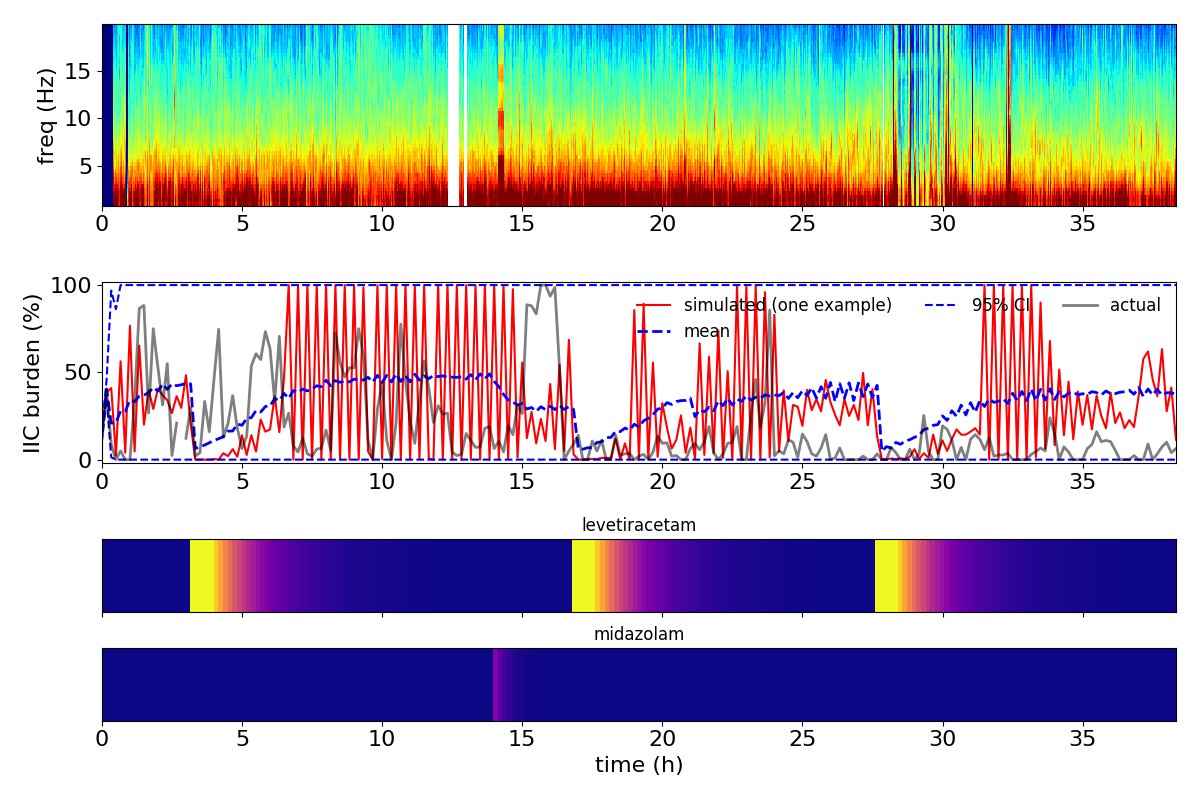 freq (Hz)
15
10
5
0 5 10 15 20 25 30 35
IIC burden (%)
100
50
0
simulated (one example)
mean
95% CI
actual
0 5 10 15 20 25 30 35
levetiracetam
midazolam
0 5 10 15 20 25 30 35
time (h)